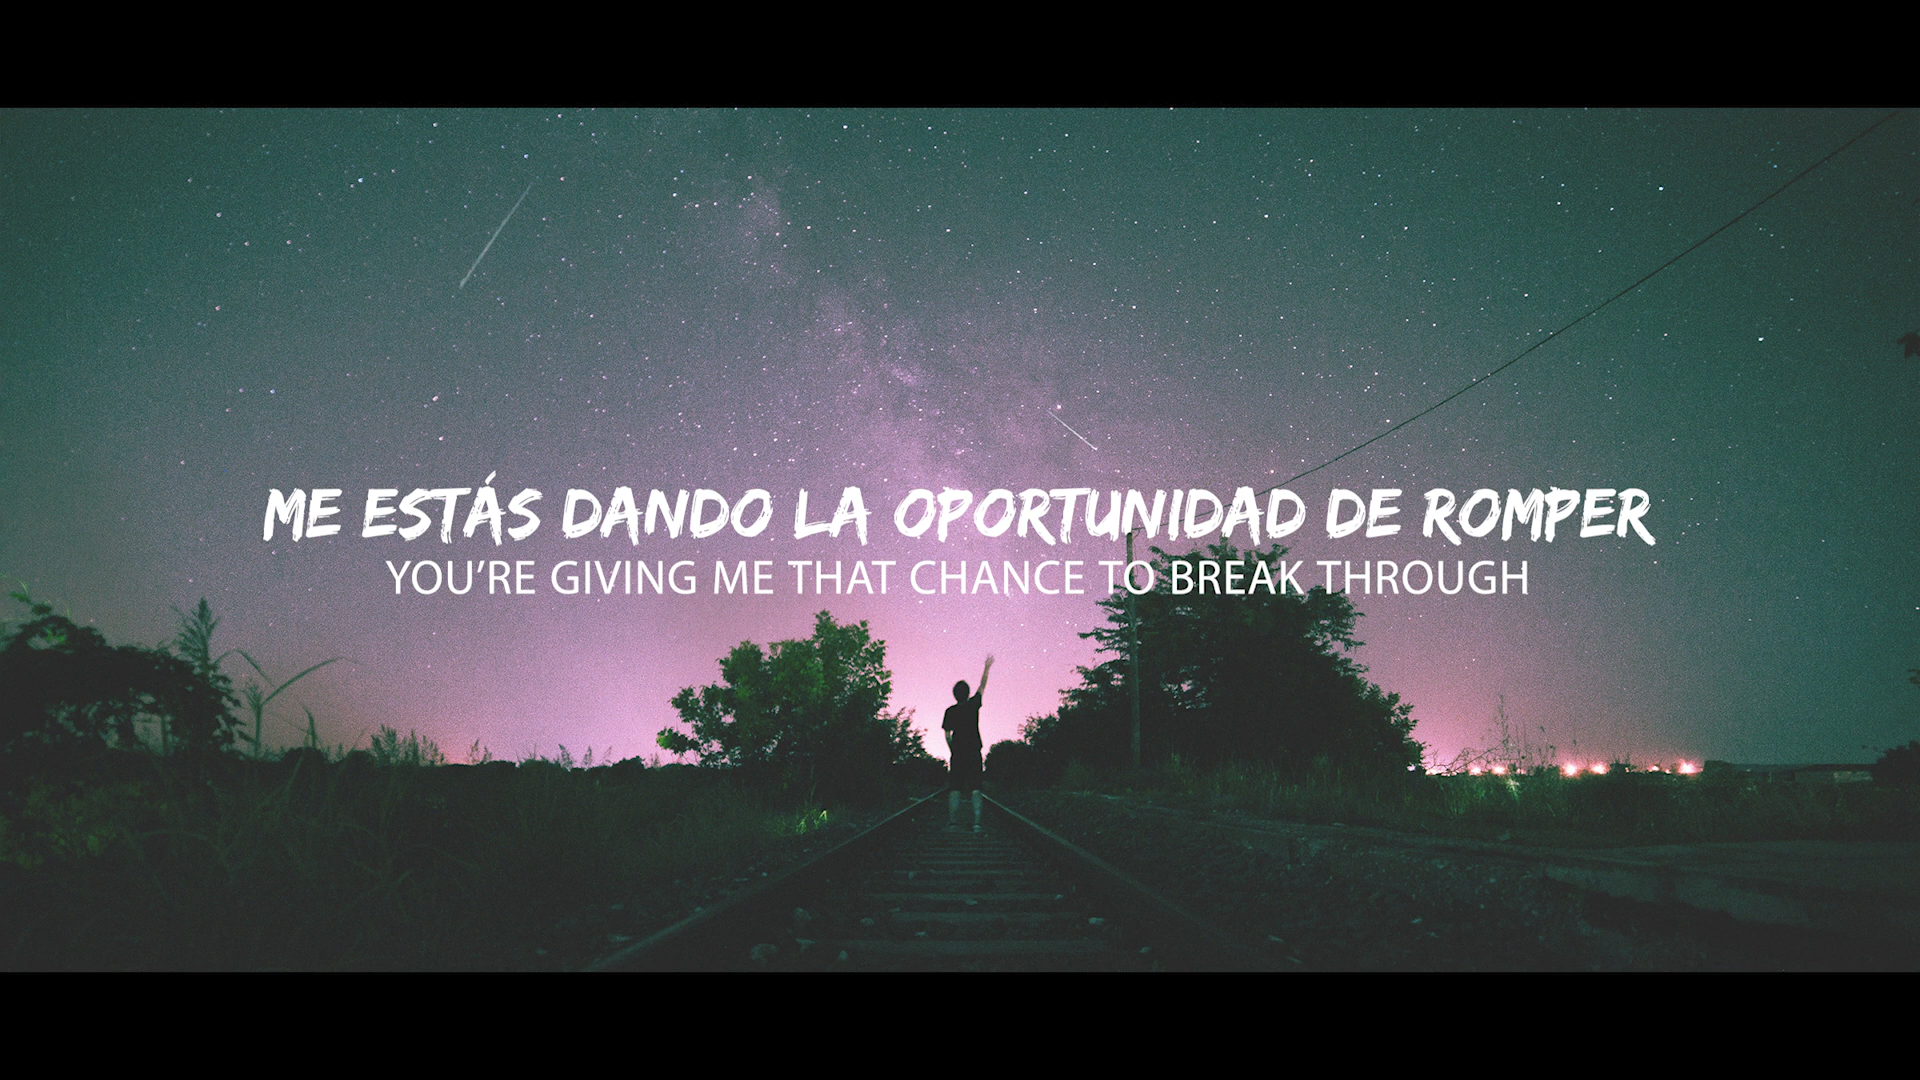 ME ESTÁS DANDO LA OPORTUNIDAD DE ROMPER
YOU'RE GIVING ME THAT CHANCE TO BREAK THROUGH